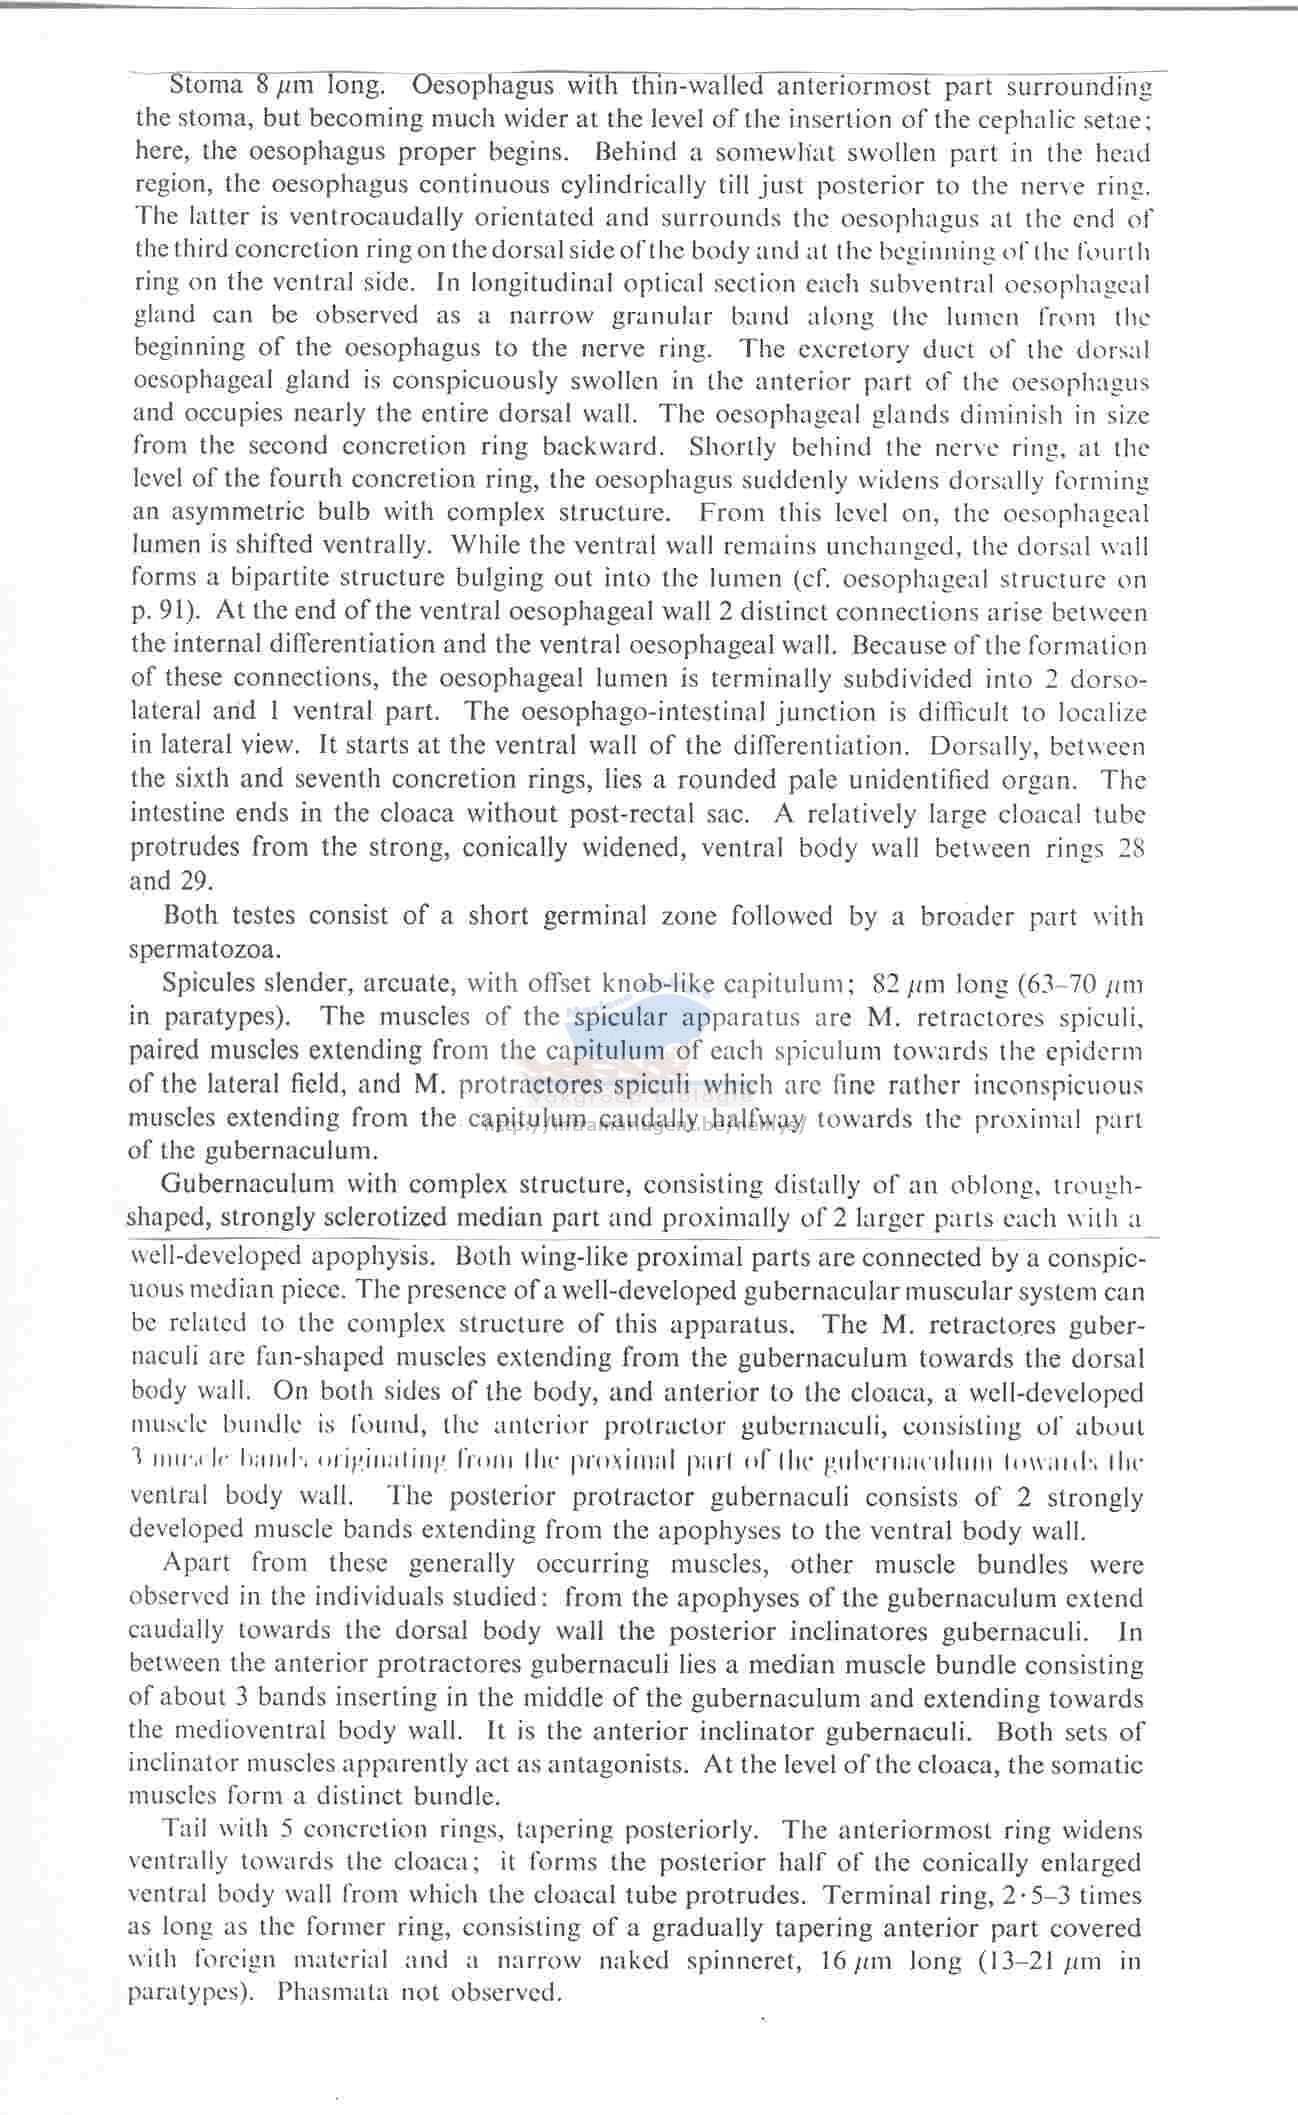 Stoma 8 µm long. Oesophagus with thin-walled anteriormost part surrounding
the stoma, but becoming much wider at the level of the insertion of the cephalic setae;
here, the oesophagus proper begins. Behind a somewhat swollen part in the head
region, the oesophagus continuous cylindrically till just posterior to the nerve ring.
The latter is ventrocaudally orientated and surrounds the oesophagus at the end of
the third concretion ring on the dorsal side of the body and at the beginning of the fourth
ring on the ventral side. In longitudinal optical section each subventral oesophageal
gland can be observed as a narrow granular band along the lumen from the
beginning of the oesophagus to the nerve ring. The excretory duct of the dorsal
oesophageal gland is conspicuously swollen in the anterior part of the oesophagus
and occupies nearly the entire dorsal wall. The oesophageal glands diminish in size
from the second concretion ring backward. Shortly behind the nerve ring, at the
level of the fourth concretion ring, the oesophagus suddenly widens dorsally forming
an asymmetric bulb with complex structure. From this level on, the oesophageal
lumen is shifted ventrally. While the ventral wall remains unchanged, the dorsal wall
forms a bipartite structure bulging out into the lumen (cf. oesophageal structure on
p. 91). At the end of the ventral oesophageal wall 2 distinct connections arise between
the internal differentiation and the ventral oesophageal wall. Because of the formation
of these connections, the oesophageal lumen is terminally subdivided into 2 dorso-
lateral and 1 ventral part. The oesophago-intestinal junction is difficult to localize
in lateral view. It starts at the ventral wall of the differentiation. Dorsally, between
the sixth and seventh concretion rings, lies a rounded pale unidentified organ. The
intestine ends in the cloaca without post-rectal sac. A relatively large cloacal tube
protrudes from the strong, conically widened, ventral body wall between rings 28
and 29.
Both testes consist of a short germinal zone followed by a broader part with
spermatozoa.
Spicules slender, arcuate, with offset knob-like capitulum; 82 µm long (63–70 µm
in paratypes). The muscles of the spicular apparatus are M. retractores spiculi,
paired muscles extending from the capitulum of each spiculum towards the epiderm
of the lateral field, and M. protractores spiculi which are fine rather inconspicuous
muscles extending from the capitulum caudally halfway towards the proximal part
of the gubernaculum.
Gubernaculum with complex structure, consisting distally of an oblong, trough-
shaped, strongly sclerotized median part and proximally of 2 larger parts each with a
well-developed apophysis. Both wing-like proximal parts are connected by a conspic-
uous median piece. The presence of a well-developed gubernacular muscular system can
be related to the complex structure of this apparatus. The M. retractores guber-
naculi are fan-shaped muscles extending from the gubernaculum towards the dorsal
body wall. On both sides of the body, and anterior to the cloaca, a well-developed
muscle bundle is found, the anterior protractor gubernaculi, consisting of about
3 muscle bands originating from the proximal part of the gubernaculum towards the
ventral body wall. The posterior protractor gubernaculi consists of 2 strongly
developed muscle bands extending from the apophyses to the ventral body wall.
Apart from these generally occurring muscles, other muscle bundles were
observed in the individuals studied: from the apophyses of the gubernaculum extend
caudally towards the dorsal body wall the posterior inclinatores gubernaculi. In
between the anterior protractores gubernaculi lies a median muscle bundle consisting
of about 3 bands inserting in the middle of the gubernaculum and extending towards
the medioventral body wall. It is the anterior inclinator gubernaculi. Both sets of
inclinator muscles apparently act as antagonists. At the level of the cloaca, the somatic
muscles form a distinct bundle.
Tail with 5 concretion rings, tapering posteriorly. The anteriormost ring widens
ventrally towards the cloaca; it forms the posterior half of the conically enlarged
ventral body wall from which the cloacal tube protrudes. Terminal ring, 2·5–3 times
as long as the former ring, consisting of a gradually tapering anterior part covered
with foreign material and a narrow naked spinneret, 16 µm long (13–21 µm in
paratypes). Phasmata not observed.